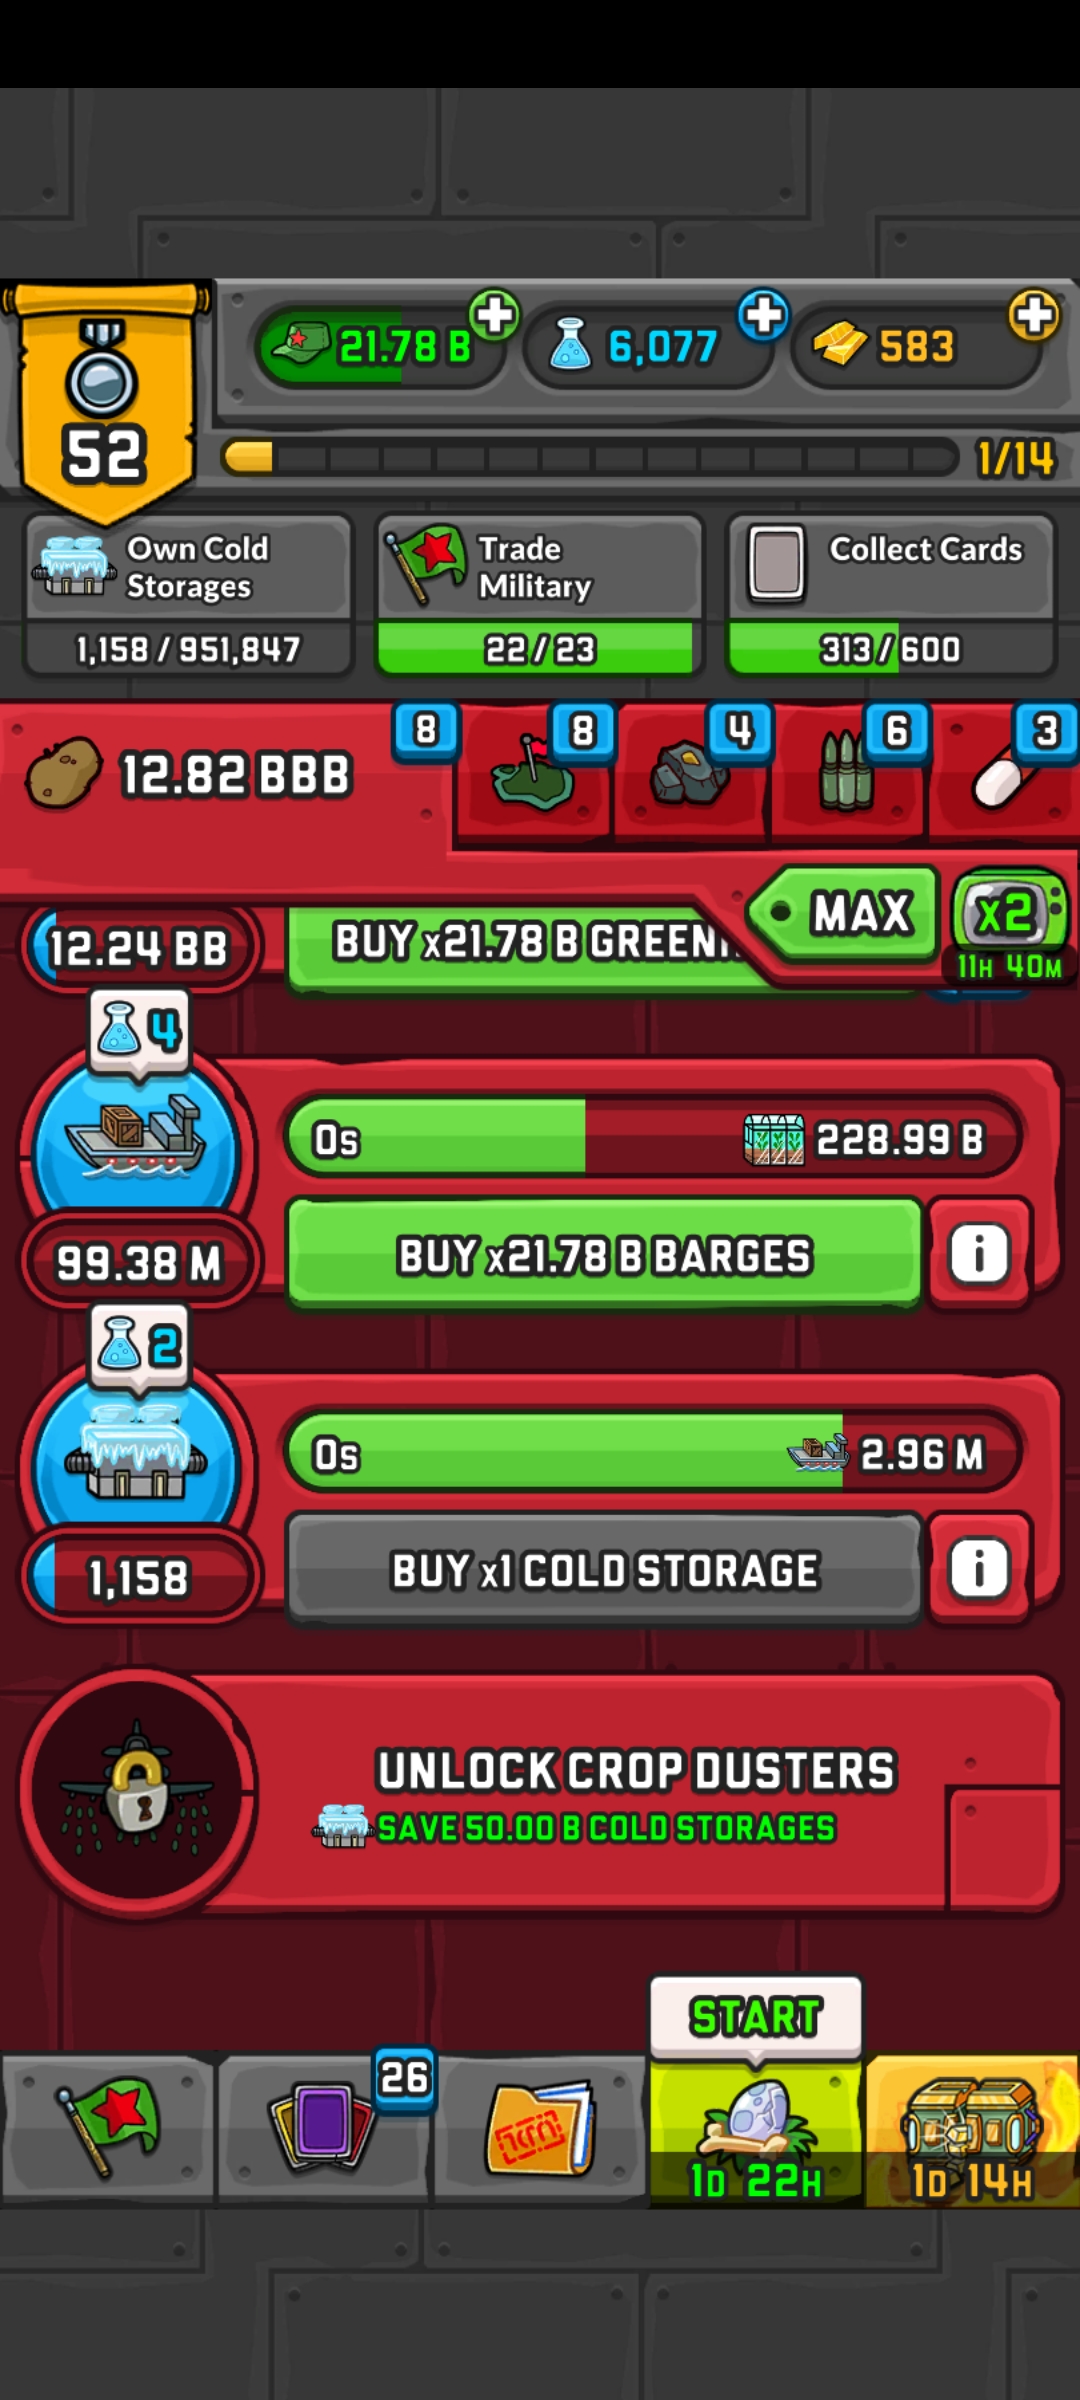 21.78 B
6,077
583
52
1/14
Own Cold
Storages
1,158 / 951,847
Trade
Military
22/23
Collect Cards
313/600
12.82 BBB
8
8
4
6
3
MAX
x2
11H 40M
12.24 BB
BUY x21.78 B
4
0s
228.99 B
99.38 M
BUY x21.78 B BARGES
i
2
0s
2.96 M
1,158
BUY x1 COLD STORAGE
i
UNLOCK CROP DUSTERS
SAVE 50.00 B COLD STORAGES
START
26
1D 22H
1D 14H